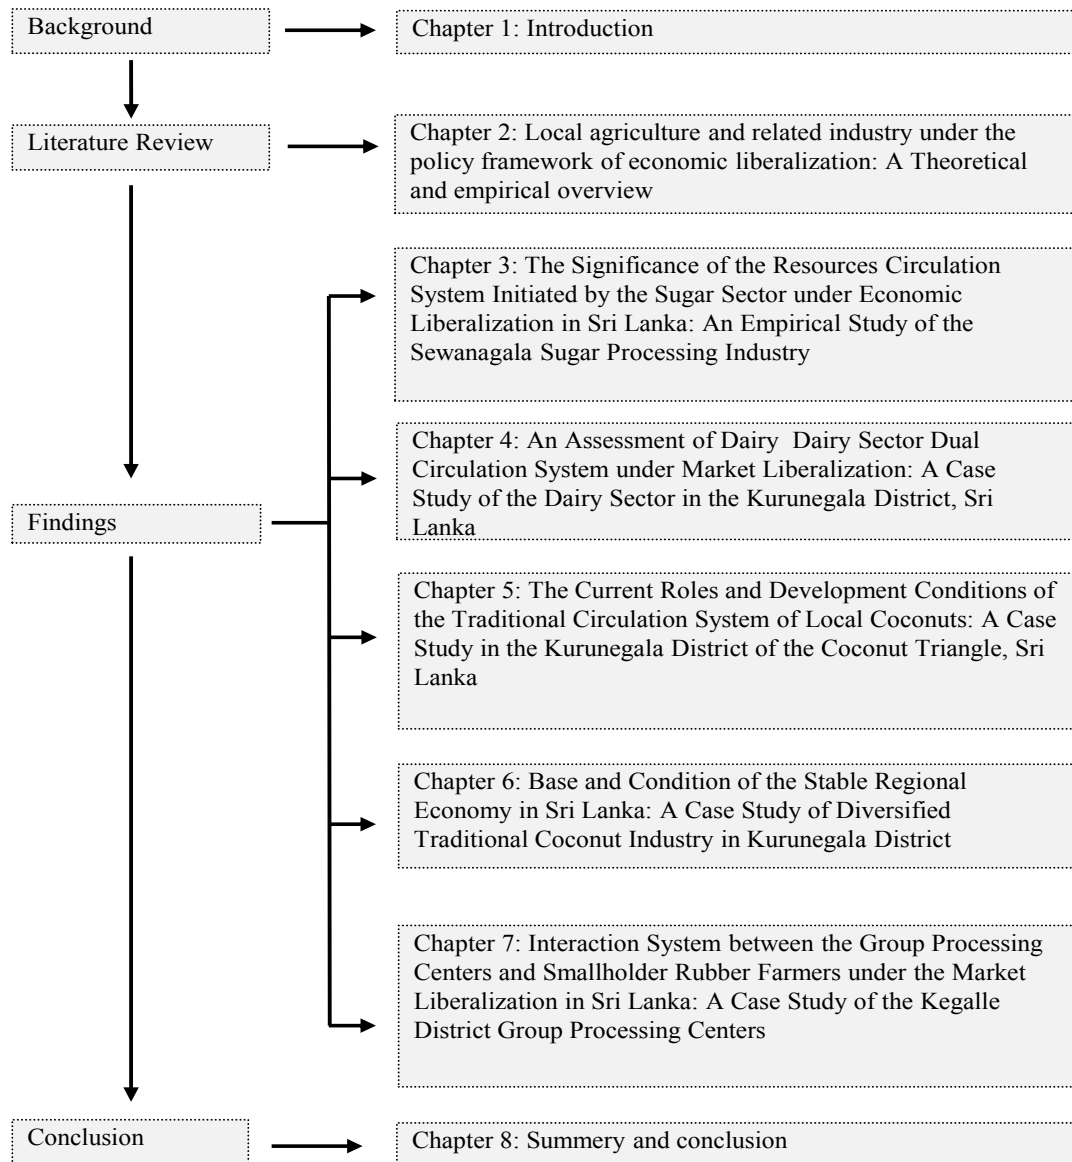 Background
Chapter 1: Introduction
Literature Review
Chapter 2: Local agriculture and related industry under the
policy framework of economic liberalization: A Theoretical
and empirical overview
Chapter 3: The Significance of the Resources Circulation
System Initiated by the Sugar Sector under Economic
Liberalization in Sri Lanka: An Empirical Study of the
Sewanagala Sugar Processing Industry
Findings
Chapter 4: An Assessment of Dairy  Dairy Sector Dual
Circulation System under Market Liberalization: A Case
Study of the Dairy Sector in the Kurunegala District, Sri
Lanka
Chapter 5: The Current Roles and Development Conditions of
the Traditional Circulation System of Local Coconuts: A Case
Study in the Kurunegala District of the Coconut Triangle, Sri
Lanka
Chapter 6: Base and Condition of the Stable Regional
Economy in Sri Lanka: A Case Study of Diversified
Traditional Coconut Industry in Kurunegala District
Chapter 7: Interaction System between the Group Processing
Centers and Smallholder Rubber Farmers under the Market
Liberalization in Sri Lanka: A Case Study of the Kegalle
District Group Processing Centers
Conclusion
Chapter 8: Summery and conclusion